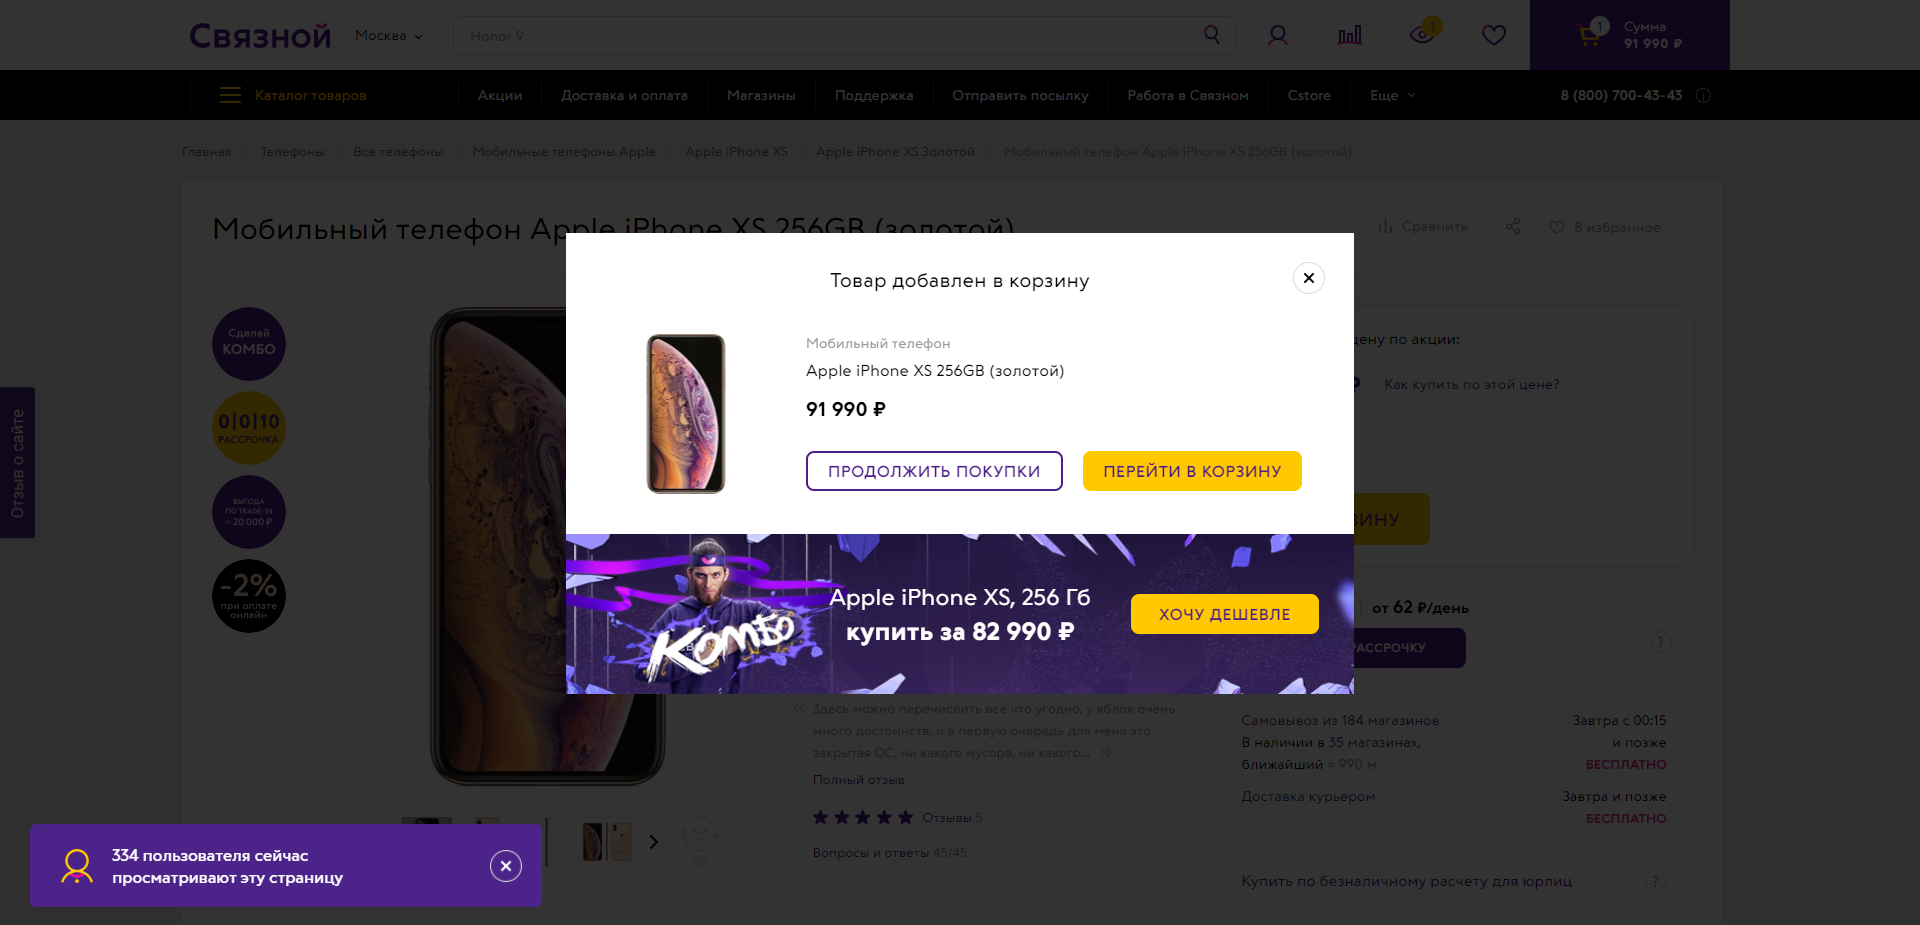 Связной
Москва
Honor 9
1
1
Сумма
91 990 ₽
Каталог товаров
Акции
Доставка и оплата
Магазины
Поддержка
Отправить посылку
Работа в Связном
Cstore
Еще
8 (800) 700-43-43
Главная
Телефоны
Все телефоны
Мобильные телефоны Apple
Apple iPhone XS
Apple iPhone XS Золотой
Мобильный телефон Apple iPhone XS 256GB (золотой)
Мобильный телефон Apple iPhone XS 256GB (золотой)
Сравнить
В избранное
Товар добавлен в корзину
Сделай
КОМБО
0|0|10
РАССРОЧКА
ВЫГОДА
ПО TRADE-IN
20 000 ₽
-2%
при оплате
онлайн
Отзыв о сайте
Мобильный телефон
Apple iPhone XS 256GB (золотой)
91 990 ₽
ПРОДОЛЖИТЬ ПОКУПКИ
ПЕРЕЙТИ В КОРЗИНУ
цену по акции:
Как купить по этой цене?
ЗИНУ
Комбо
Apple iPhone XS, 256 Гб
купить за 82 990 ₽
ХОЧУ ДЕШЕВЛЕ
от 62 ₽/день
РАССРОЧКУ
?
« Здесь можно перечислить все что угодно, у яблок очень
много достоинств, и в первую очередь для меня это
закрытая ОС, ни какого мусора, ни какого... »
Полный отзыв
Отзывы 5
Вопросы и ответы 45/45
3D
Самовывоз из 184 магазинов
Завтра с 00:15
и позже
В наличии в 35 магазинах,
ближайший ≈ 990 м
БЕСПЛАТНО
Доставка курьером
Завтра и позже
БЕСПЛАТНО
Купить по безналичному расчету для юрлиц
?
334 пользователя сейчас
просматривают эту страницу